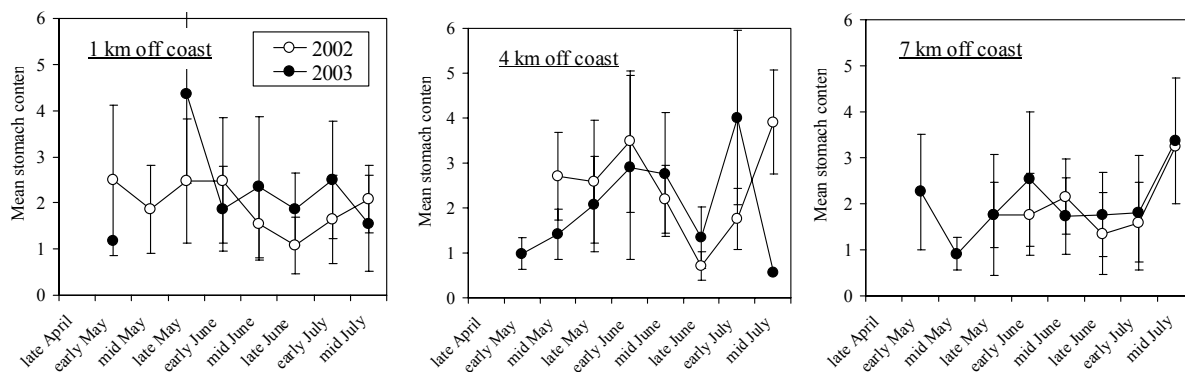 1 km off coast
2002
2003
Mean stomach conten
6
5
4
3
2
1
0
late April
early May
mid May
late May
early June
mid June
late June
early July
mid July
4 km off coast
Mean stomach conten
6
5
4
3
2
1
0
late April
early May
mid May
late May
early June
mid June
late June
early July
mid July
7 km off coast
Mean stomach conten
6
5
4
3
2
1
0
late April
early May
mid May
late May
early June
mid June
late June
early July
mid July